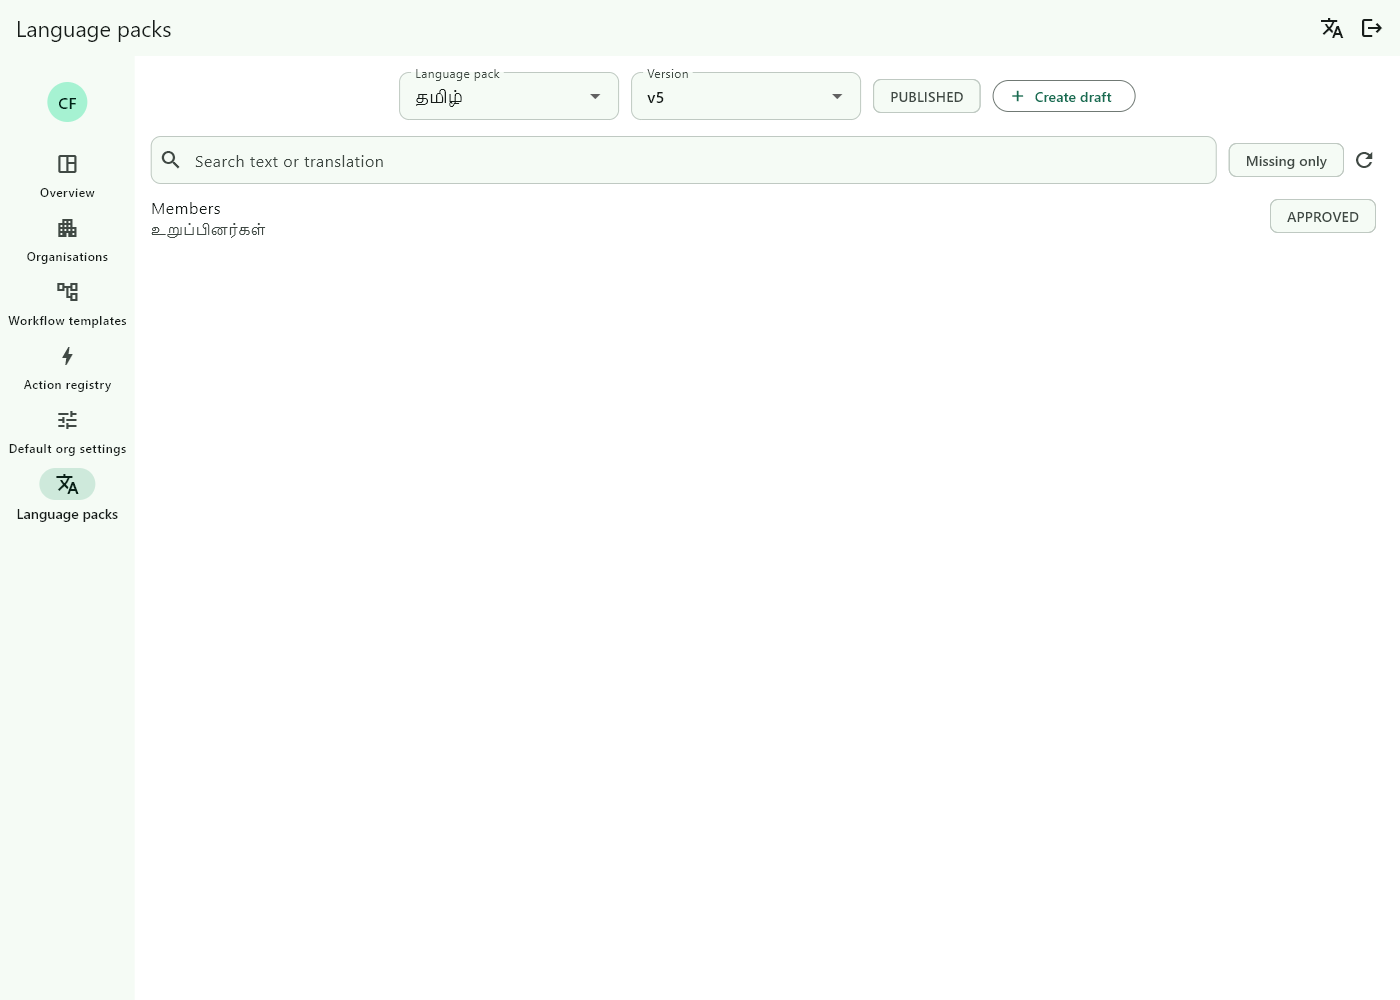 Language packs
CF
Overview
Organisations
Workflow templates
Action registry
Default org settings
Language packs
Language pack
தமிழ்
Version
v5
PUBLISHED
Create draft
Search text or translation
Missing only
Members
உறுப்பினர்கள்
APPROVED